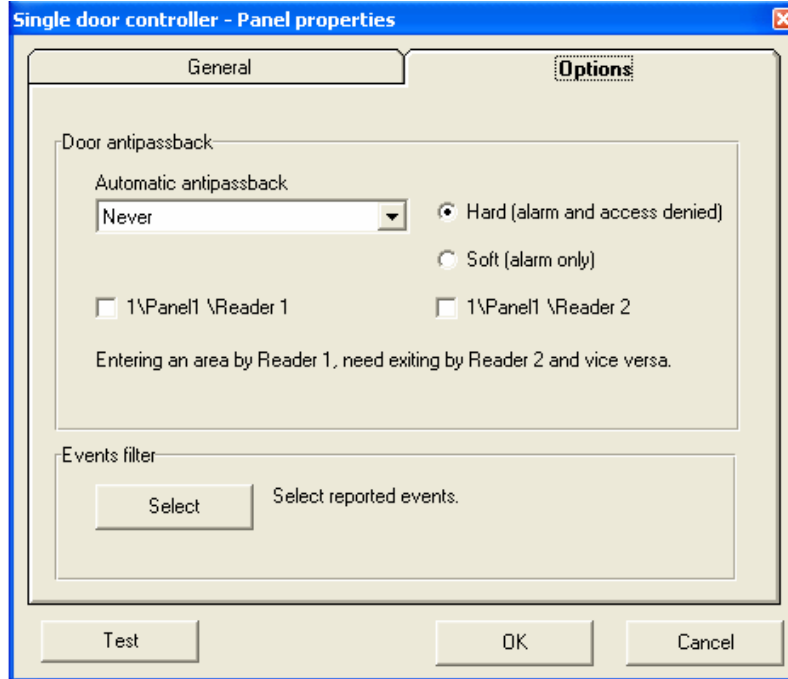 Single door controller - Panel properties
General
Options
Door antipassback
Automatic antipassback
Never
Hard (alarm and access denied)
Soft (alarm only)
1\Panel1 \Reader 1
1\Panel1 \Reader 2
Entering an area by Reader 1, need exiting by Reader 2 and vice versa.
Events filter
Select
Select reported events.
Test
OK
Cancel